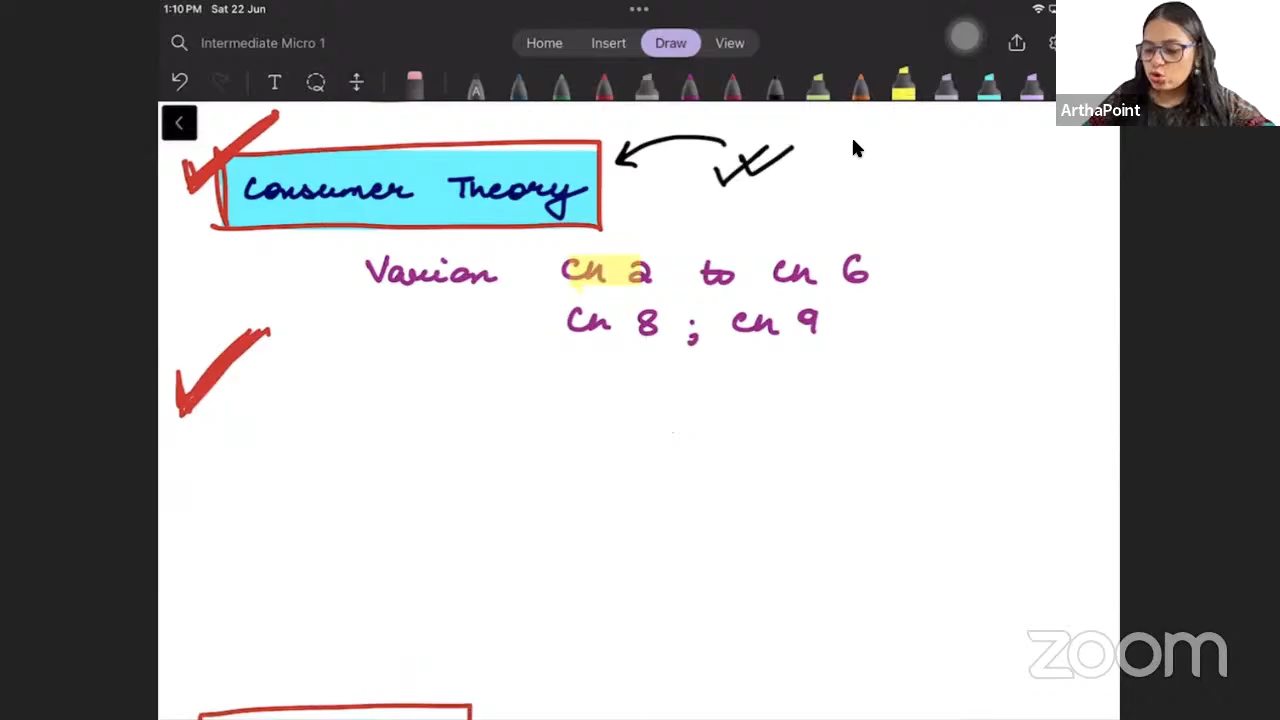 1:10 PM Sat 22 Jun
Intermediate Micro 1
Home Insert Draw View
T
A
ArthaPoint
Consumer Theory
Varian Ch 2 to Ch 6
Ch 8 ; Ch 9
zoom